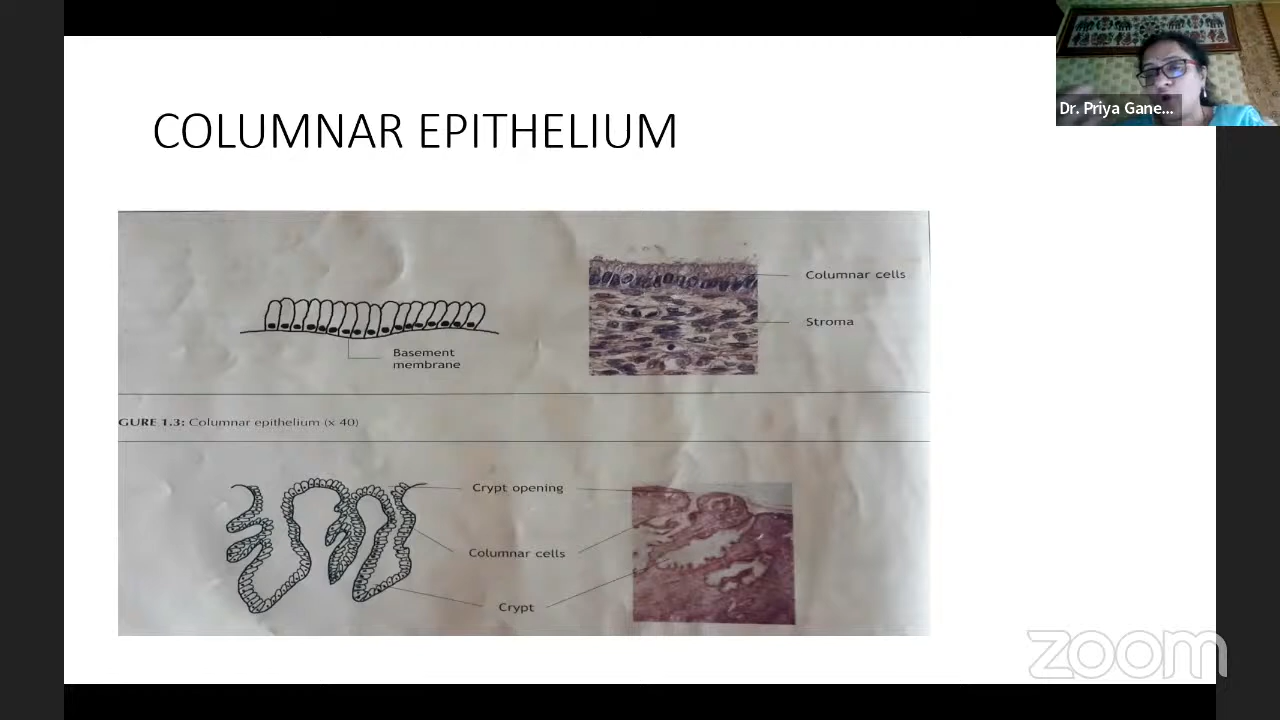 Dr. Priya Gane...
COLUMNAR EPITHELIUM
Columnar cells
Stroma
Basement
membrane
GURE 1.3: Columnar epithelium (x 40)
Crypt opening
Columnar cells
Crypt
zoom